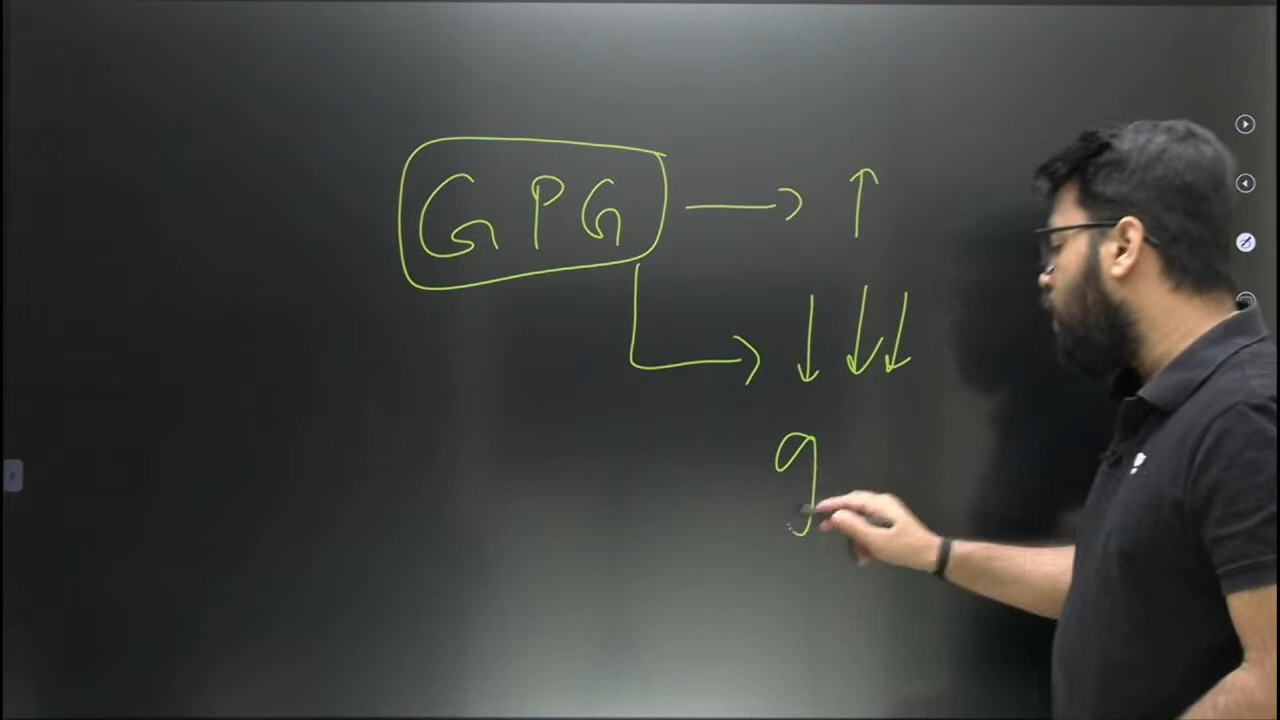 GPG → ↑
↓ ↓ ↓
g